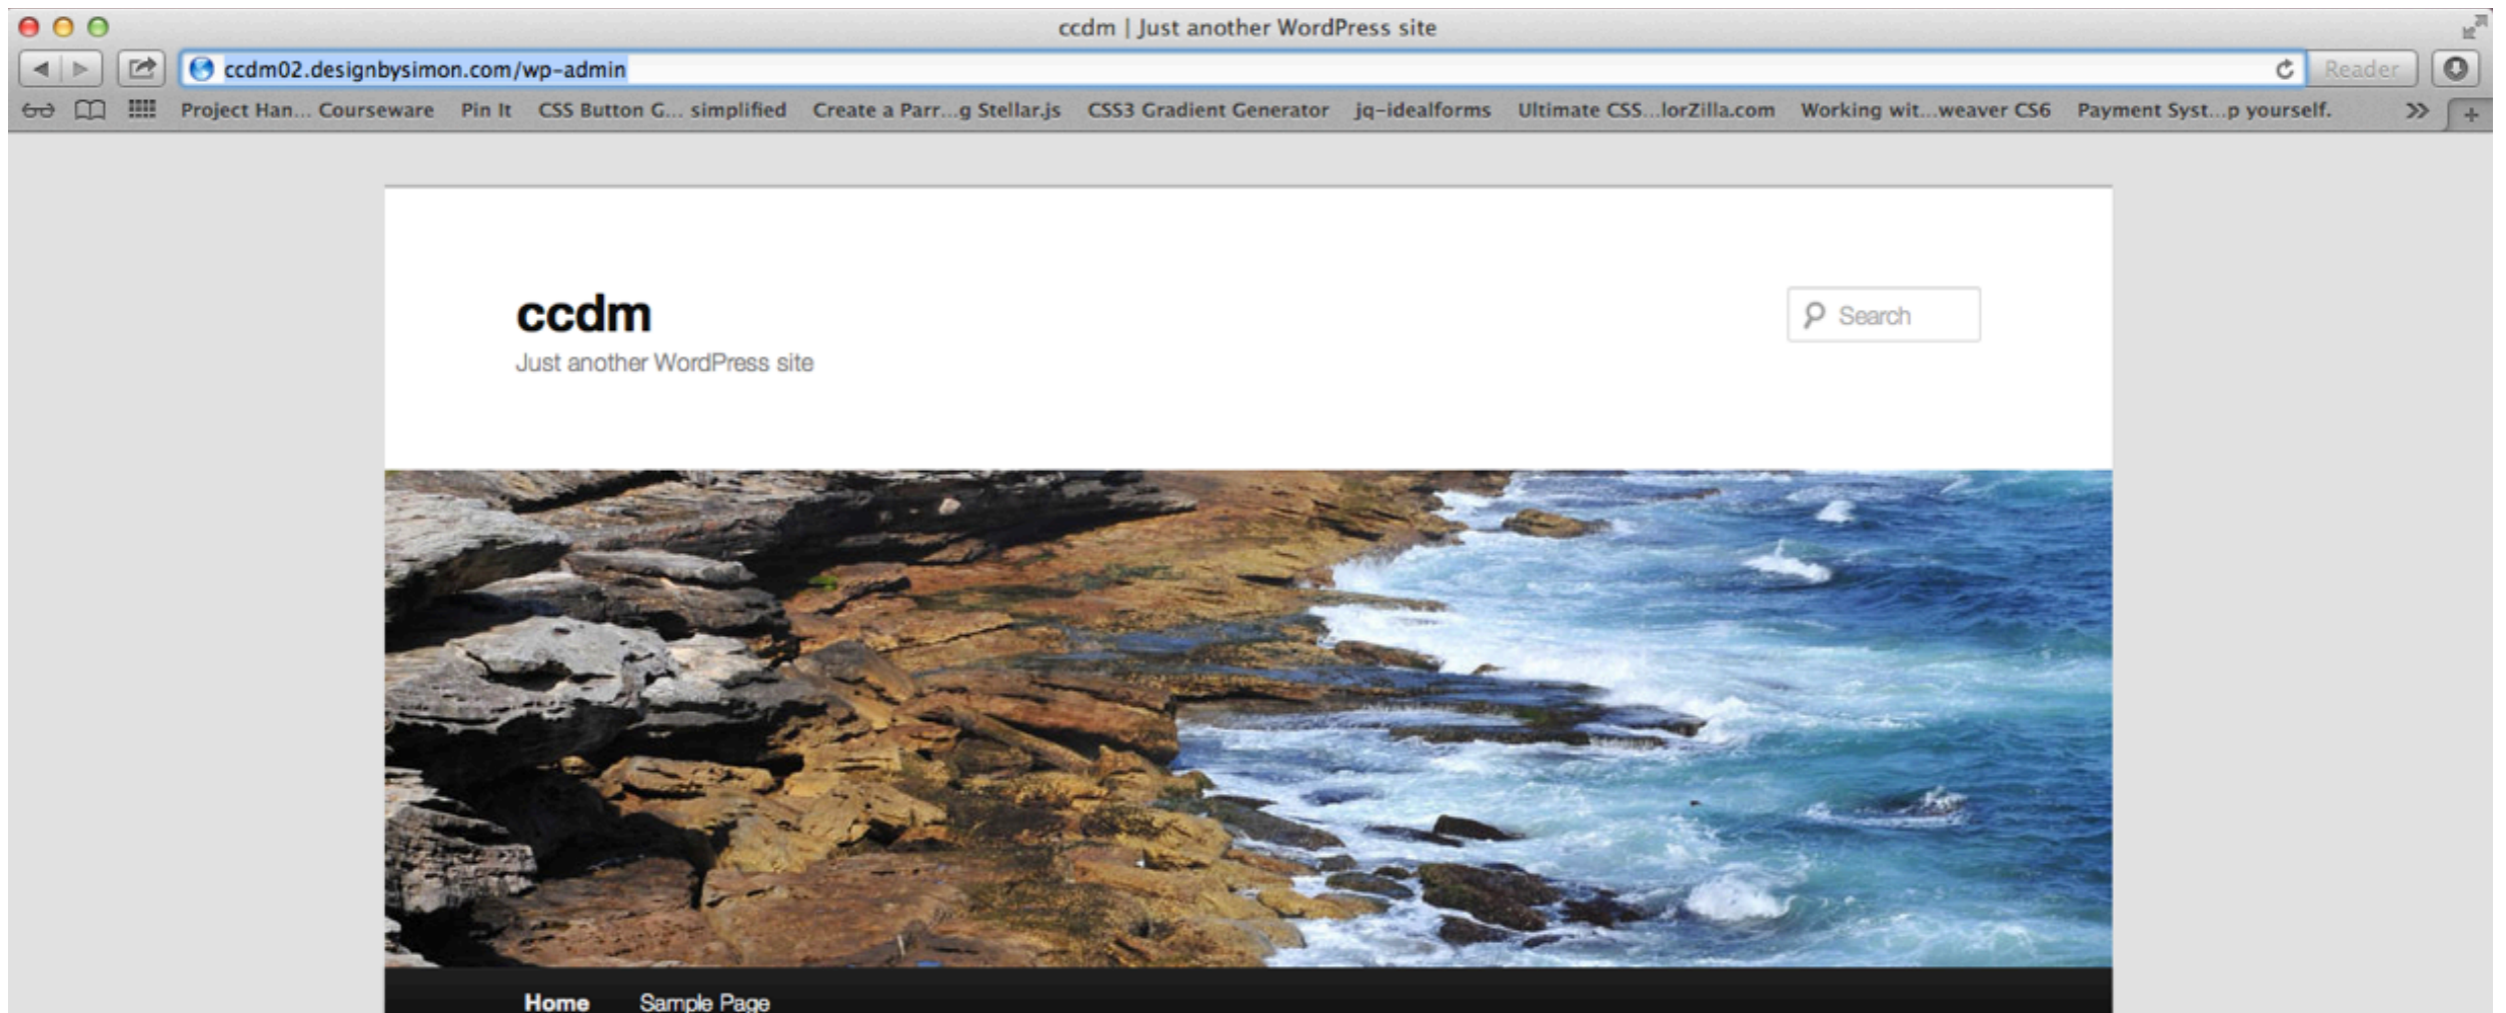 ccdm | Just another WordPress site
ccdm02.designbysimon.com/wp-admin
Reader
Project Han... Courseware Pin It CSS Button G... simplified Create a Parr...g Stellar.js CSS3 Gradient Generator jq-idealforms Ultimate CSS...lorZilla.com Working wit...weaver CS6 Payment Syst...p yourself.
ccdm
Search
Just another WordPress site
Home Sample Page